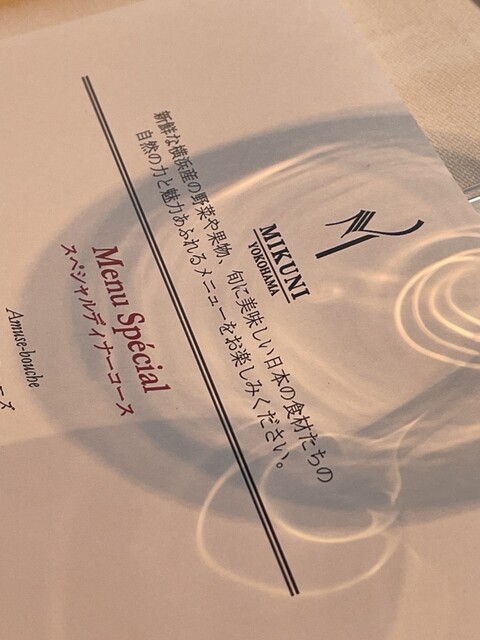 MIKUNI
YOKOHAMA
新鮮な横浜産の野菜や果物、旬に美味しい日本の食材たちの
自然の力と魅力あふれるメニューをお楽しみください。
Menu Spécial
スペシャルディナーコース
Amuse-bouche
ーズ